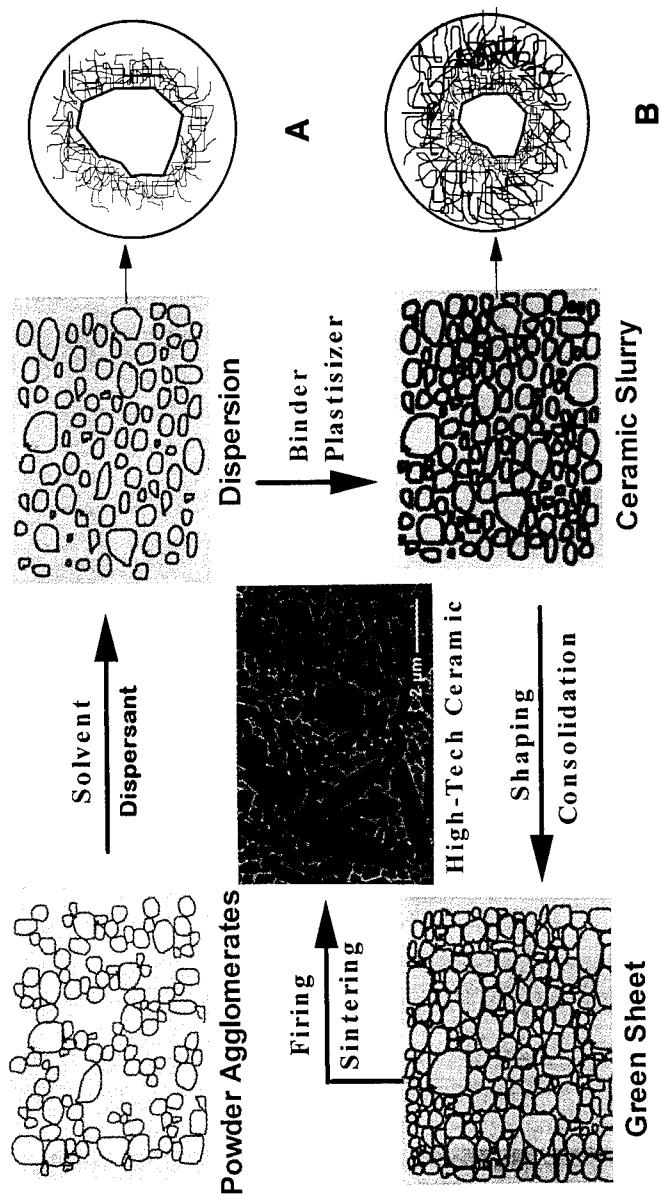 Solvent
Dispersant
Powder Agglomerates
Dispersion
A
Binder
Plastisizer
Firing
Sintering
2 µm
High-Tech Ceramic
Shaping
Consolidation
Green Sheet
Ceramic Slurry
B